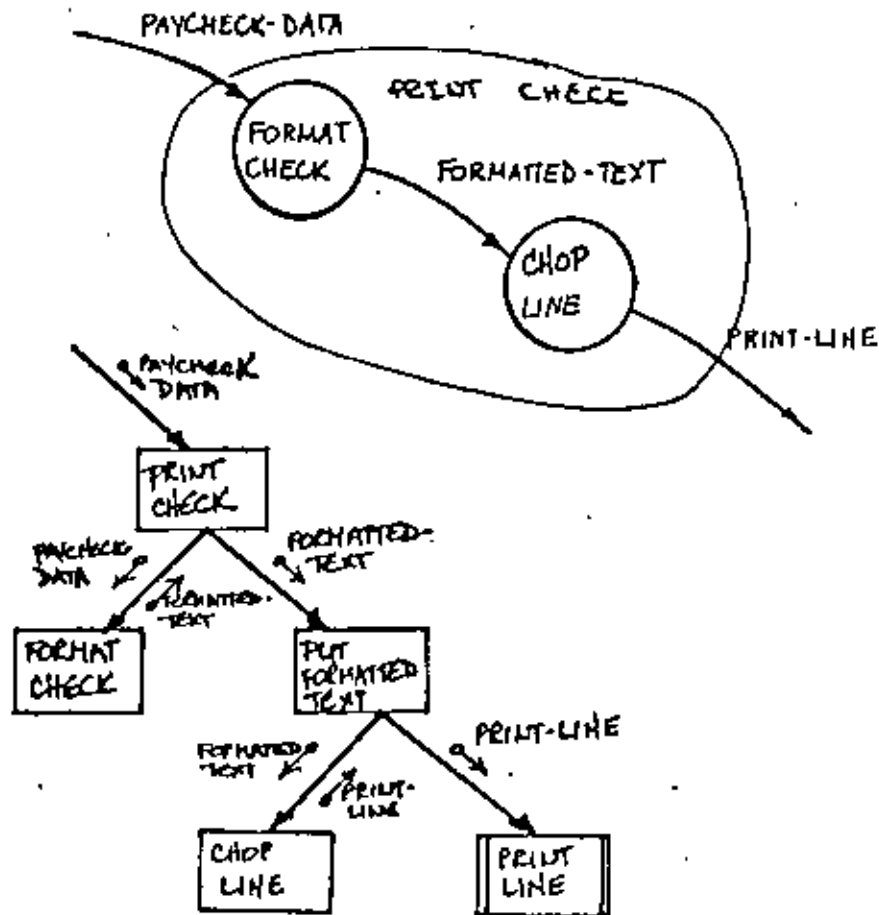 PAYCHECK-DATA
PRINT CHECK
FORMAT
CHECK
FORMATTED-TEXT
CHOP
LINE
PRINT-LINE
PAYCHECK
DATA
PRINT
CHECK
PAYCHECK-
DATA
FORMATTED-
TEXT
FORMATTED-
TEXT
FORMAT
CHECK
PUT
FORMATTED
TEXT
FORMATTED
TEXT
PRINT-
LINE
PRINT-LINE
CHOP
LINE
PRINT
LINE